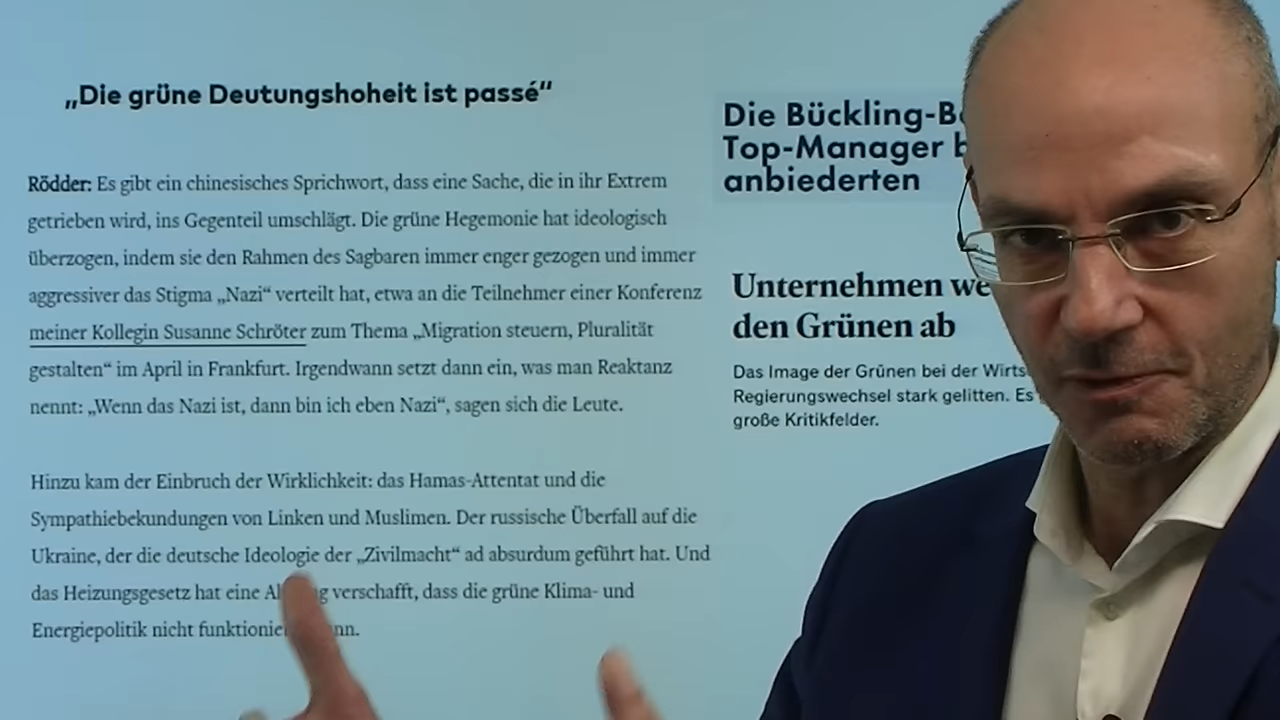 „Die grüne Deutungshoheit ist passé“
Rödder: Es gibt ein chinesisches Sprichwort, dass eine Sache, die in ihr Extrem
getrieben wird, ins Gegenteil umschlägt. Die grüne Hegemonie hat ideologisch
überzogen, indem sie den Rahmen des Sagbaren immer enger gezogen und immer
aggressiver das Stigma „Nazi“ verteilt hat, etwa an die Teilnehmer einer Konferenz
meiner Kollegin Susanne Schröter zum Thema „Migration steuern, Pluralität
gestalten“ im April in Frankfurt. Irgendwann setzt dann ein, was man Reaktanz
nennt: „Wenn das Nazi ist, dann bin ich eben Nazi“, sagen sich die Leute.
Hinzu kam der Einbruch der Wirklichkeit: das Hamas-Attentat und die
Sympathiebekundungen von Linken und Muslimen. Der russische Überfall auf die
Ukraine, der die deutsche Ideologie der „Zivilmacht“ ad absurdum geführt hat. Und
das Heizungsgesetz hat eine verschafft, dass die grüne Klima- und
Energiepolitik nicht
Die Bückling-
Top-Manager
anbiederten
Unternehmen
den Grünen ab
Das Image der Grünen bei der
Regierungswechsel stark gelitten. Es
große Kritikfelder.